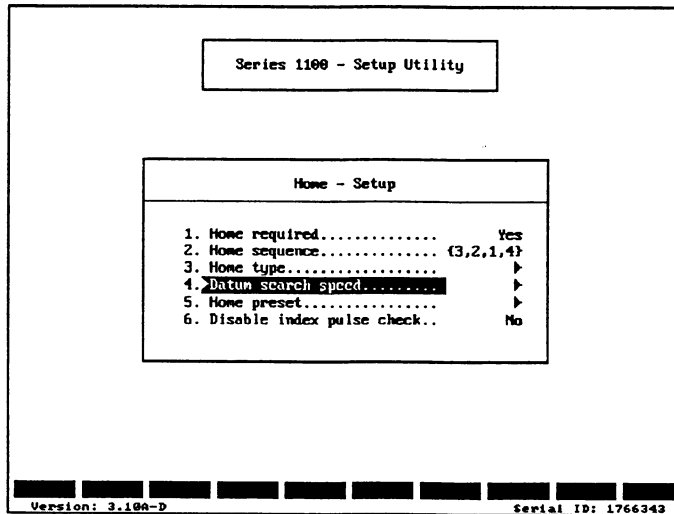 Series 1100 - Setup Utility
Home - Setup
1. Home required.............. Yes
2. Home sequence.............. {3,2,1,4}
3. Home type.................
4. Datum search speed.........
5. Home preset................
6. Disable index pulse check.. No
Version: 3.10A-D Serial ID: 1766343